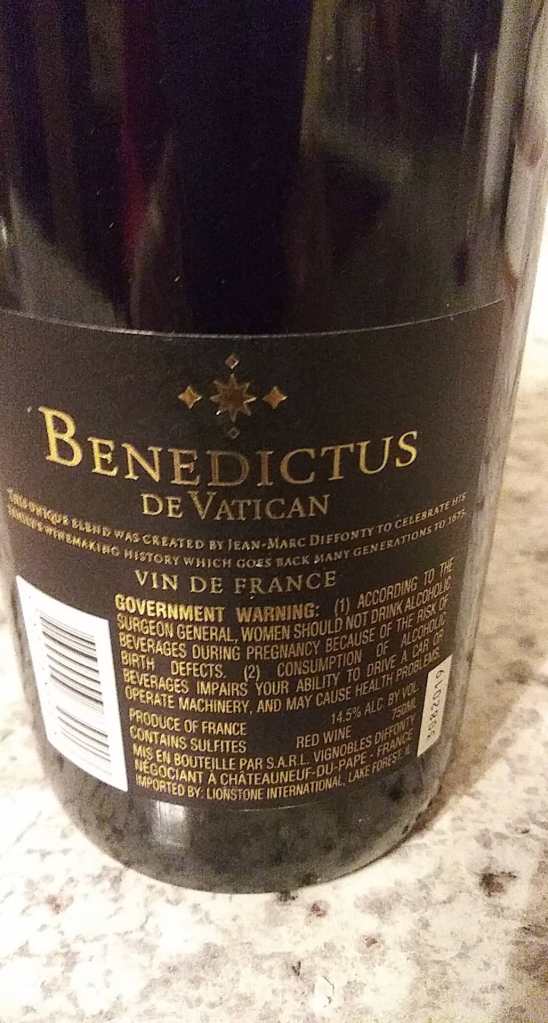 BENEDICTUS
DE VATICAN
THIS UNIQUE BLEND WAS CREATED BY JEAN-MARC DIFFONTY TO CELEBRATE HIS
FAMILY'S WINEMAKING HISTORY WHICH GOES BACK MANY GENERATIONS TO 1675.
VIN DE FRANCE
GOVERNMENT WARNING: (1) ACCORDING TO THE
SURGEON GENERAL, WOMEN SHOULD NOT DRINK ALCOHOLIC
BEVERAGES DURING PREGNANCY BECAUSE OF THE RISK OF
BIRTH DEFECTS. (2) CONSUMPTION OF ALCOHOLIC
BEVERAGES IMPAIRS YOUR ABILITY TO DRIVE A CAR OR
OPERATE MACHINERY, AND MAY CAUSE HEALTH PROBLEMS.
14.5% ALC. BY VOL.
PRODUCE OF FRANCE 750ML
CONTAINS SULFITES RED WINE
MIS EN BOUTEILLE PAR S.A.R.L. VIGNOBLES DIFFONTY
NÉGOCIANT A CHÂTEAUNEUF-DU-PAPE - FRANCE
IMPORTED BY: LIONSTONE INTERNATIONAL, LAKE FOREST, IL